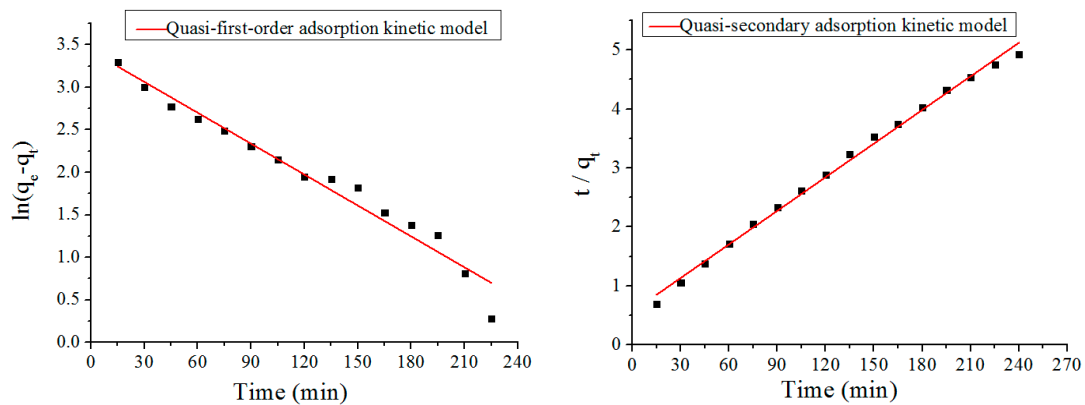 Quasi-first-order adsorption kinetic model
3.5
3.0
2.5
2.0
1.5
1.0
0.5
0.0
ln(qe-qt)
0 30 60 90 120 150 180 210 240
Time (min)
Quasi-secondary adsorption kinetic model
5
4
3
2
1
0
t / qt
0 30 60 90 120 150 180 210 240 270
Time (min)